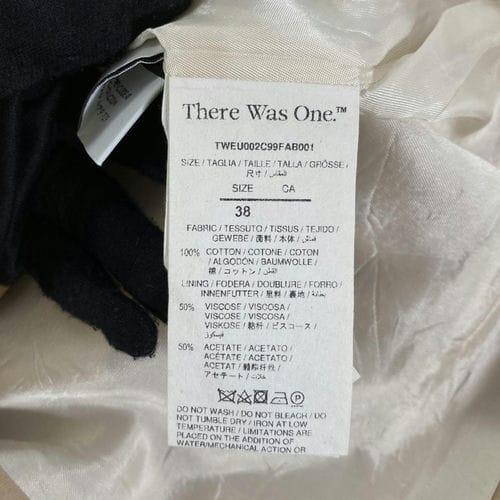 There Was One.™
TWEU002C99FAB001
SIZE / TAGLIA / TAILLE / TALLA / GRÖSSE /
尺寸 / المقاس
SIZE CA
38
FABRIC / TESSUTO / TISSUS / TEJIDO /
GEWEBE / 面料 / 本体 / قماش
100% COTTON / COTONE / COTON
/ ALGODÓN / BAUMWOLLE /
棉 / コットン / القطن
LINING / FODERA / DOUBLURE / FORRO /
INNENFUTTER / 里料 / 裏地 / بطانة
50% VISCOSE / VISCOSA /
VISCOSE / VISCOSA /
VISKOSE / 粘杆 / ビスコース /
فيسكوز
50% ACETATE / ACETATO /
ACÉTATE / ACETATO /
ACETAT / 醋酯纤维 /
アセテート /
DO NOT WASH / DO NOT BLEACH / DO
NOT TUMBLE DRY / IRON AT LOW
TEMPERATURE / LIMITATIONS ARE
PLACED ON THE ADDITION OF
WATER/MECHANICAL ACTION OR